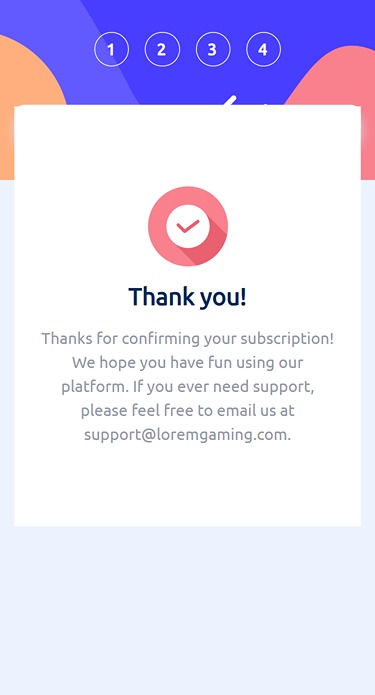 1 2 3 4
Thank you!
Thanks for confirming your subscription!
We hope you have fun using our
platform. If you ever need support,
please feel free to email us at
support@loremgaming.com.